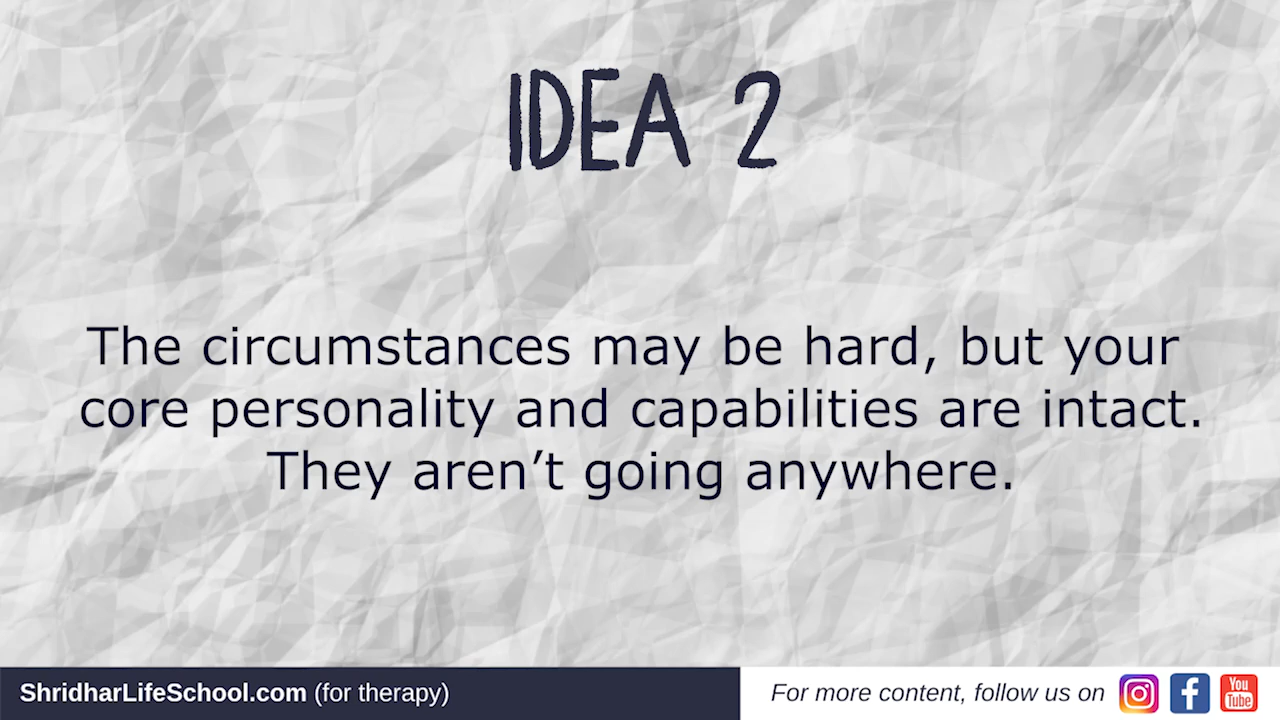 IDEA 2
The circumstances may be hard, but your
core personality and capabilities are intact.
They aren’t going anywhere.
ShridharLifeSchool.com (for therapy)
For more content, follow us on
You
Tube